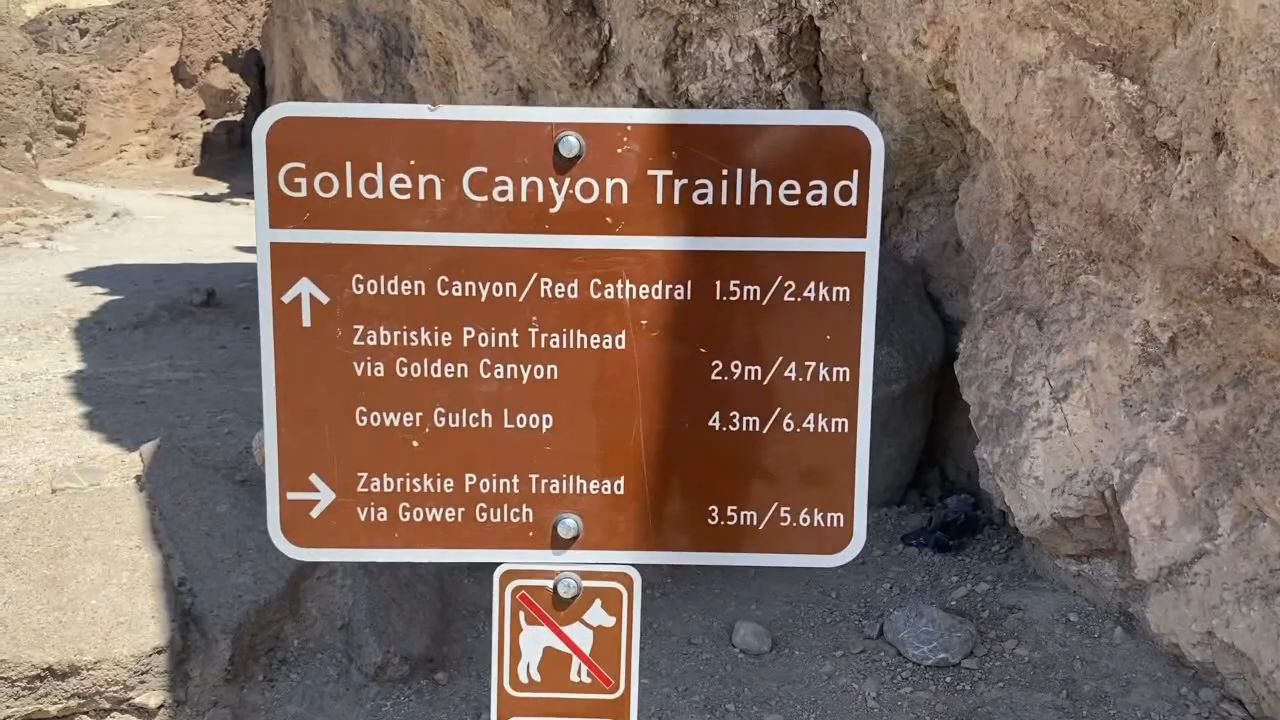 Golden Canyon Trailhead
Golden Canyon/Red Cathedral 1.5m/2.4km
Zabriskie Point Trailhead
via Golden Canyon 2.9m/4.7km
Gower Gulch Loop 4.3m/6.4km
Zabriskie Point Trailhead
via Gower Gulch 3.5m/5.6km